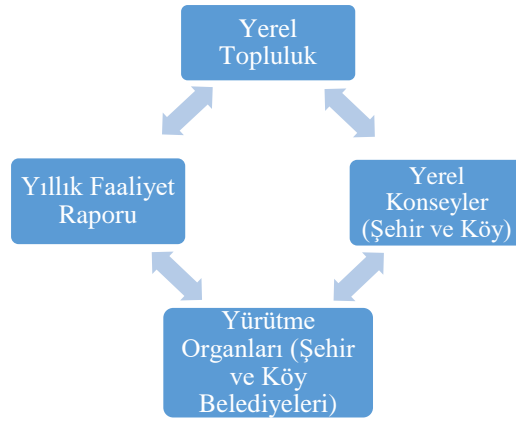 Yerel
Topluluk
Yıllık Faaliyet
Raporu
Yerel
Konseyler
(Şehir ve Köy)
Yürütme
Organları (Şehir
ve Köy
Belediyeleri)